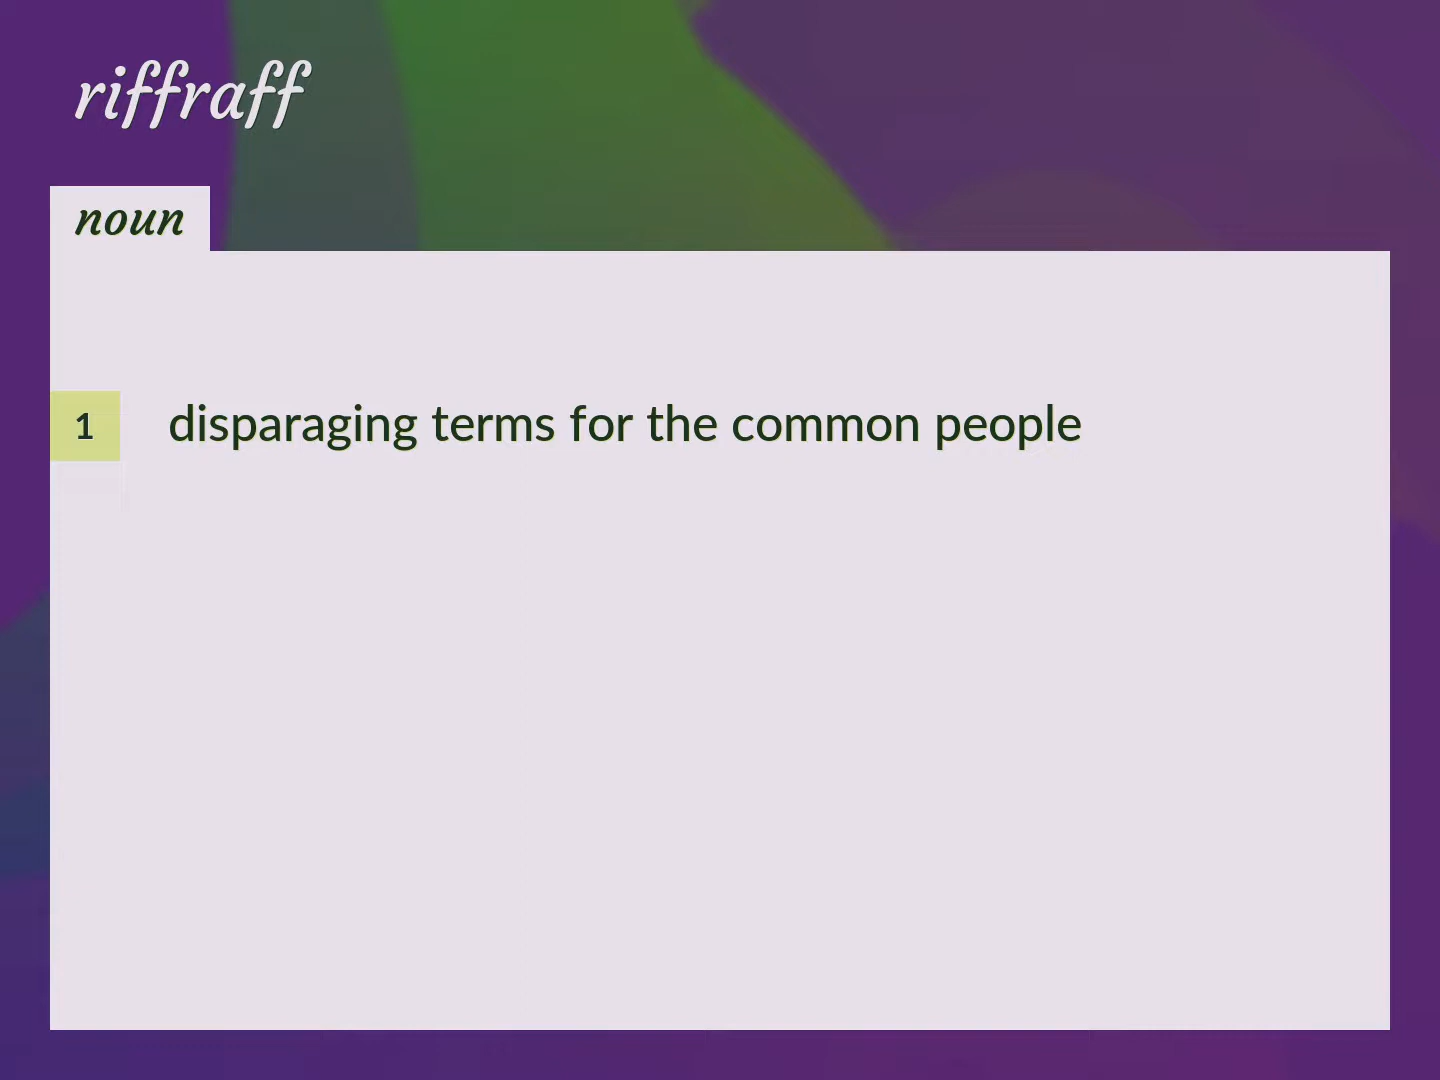 riffraff
noun
1 disparaging terms for the common people